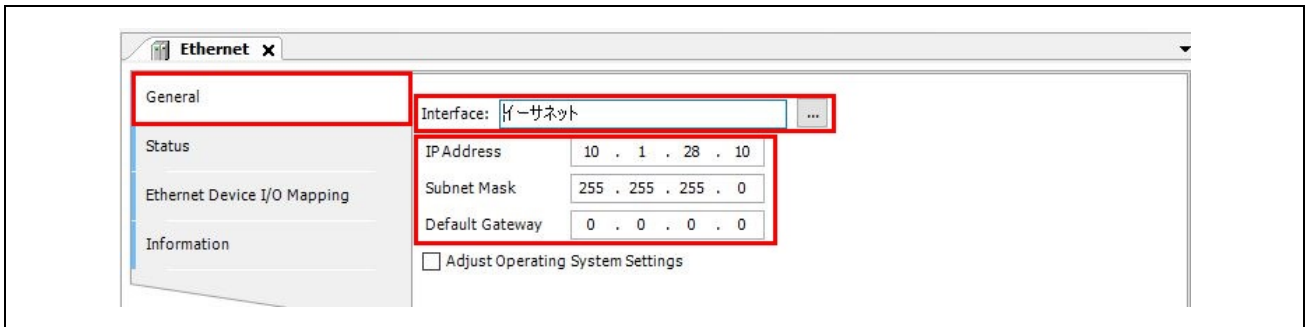 Ethernet
General
Status
Ethernet Device I/O Mapping
Information
Interface: イーサネット ...
IP Address 10 . 1 . 28 . 10
Subnet Mask 255 . 255 . 255 . 0
Default Gateway 0 . 0 . 0 . 0
Adjust Operating System Settings